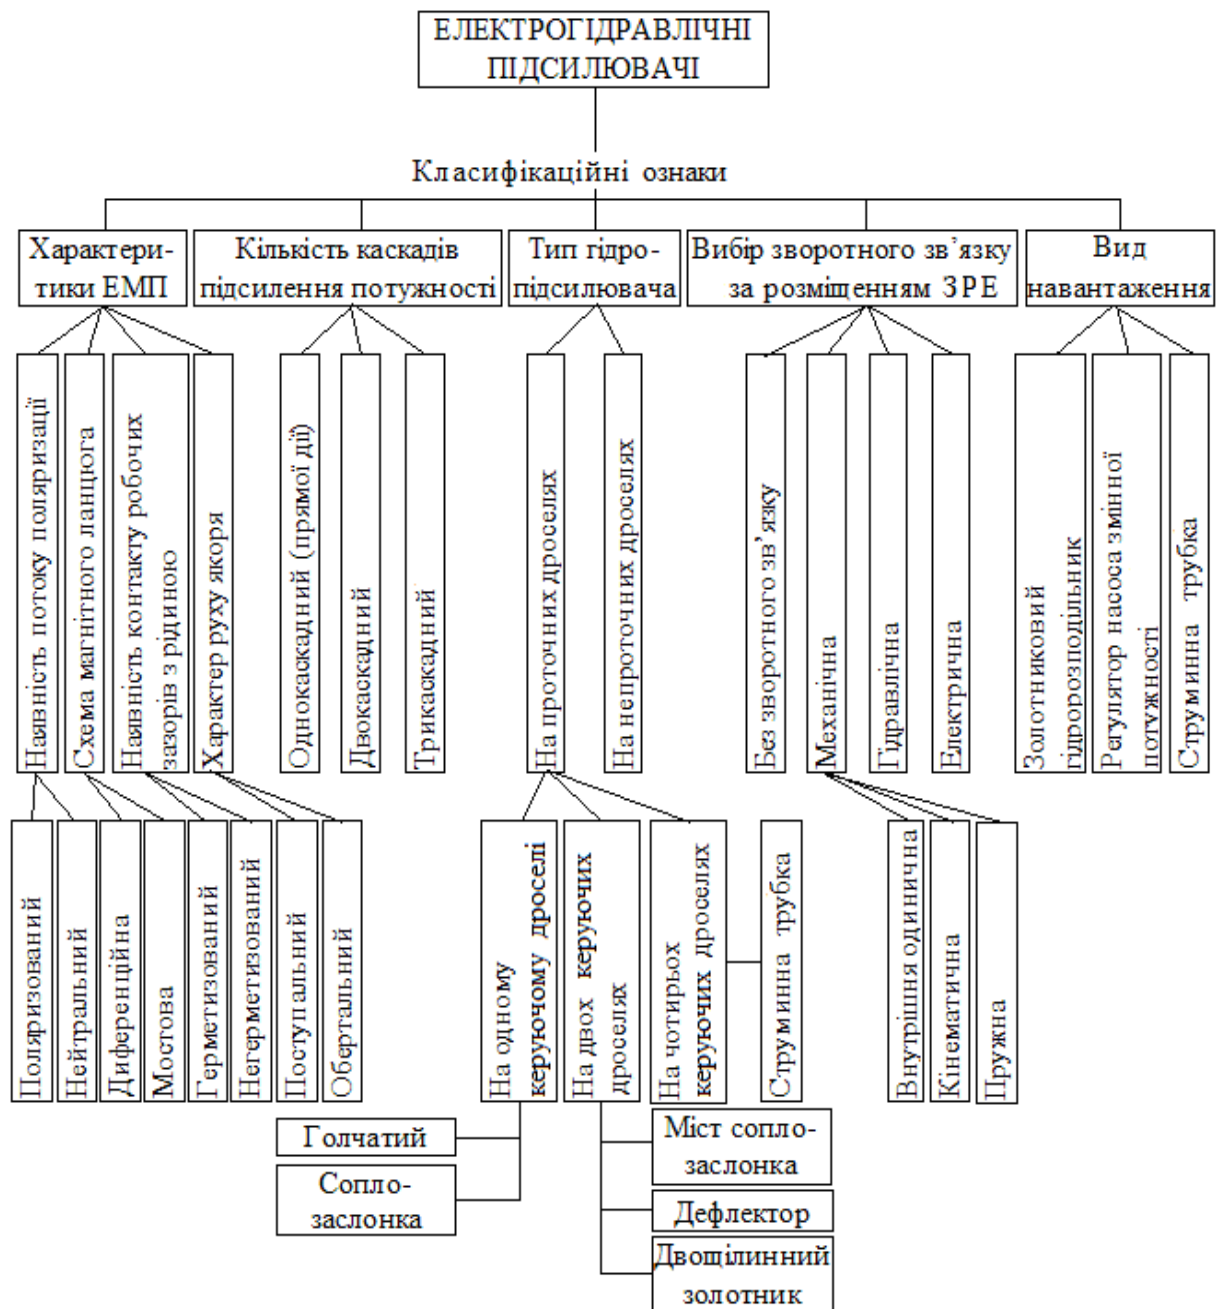 ЕЛЕКТРОГІДРАВЛІЧНІ
ПІДСИЛЮВАЧІ
Класифікаційні ознаки
Характери-
тики ЕМП
Кількість каскадів
підсилення потужності
Тип гідро-
підсилювача
Вибір зворотного зв’язку
за розміщенням ЗРЕ
Вид
навантаження
Наявність потоку поляризації
Схема магнітного ланцюга
Наявність контакту робочих
зазорів з рідиною
Характер руху якоря
Однокаскадний (прямої дії)
Двокаскадний
Трикаскадний
На проточних дроселях
На непроточних дроселях
Без зворотного зв’язку
Механічна
Гідравлічна
Електрична
Золотниковий
гідророзподільник
Регулятор насоса змінної
потужності
Струминна трубка
Поляризований
Нейтральний
Диференційна
Мостова
Герметизований
Негерметизований
Поступальний
Обертальний
На одному
керуючому дроселі
На двох керуючих
дроселях
На чотирьох
керуючих дроселях
Струминна трубка
Внутрішня одинична
Кінематична
Пружна
Голчатий
Сопло-
заслонка
Міст сопло-
заслонка
Дефлектор
Двощілинний
золотник